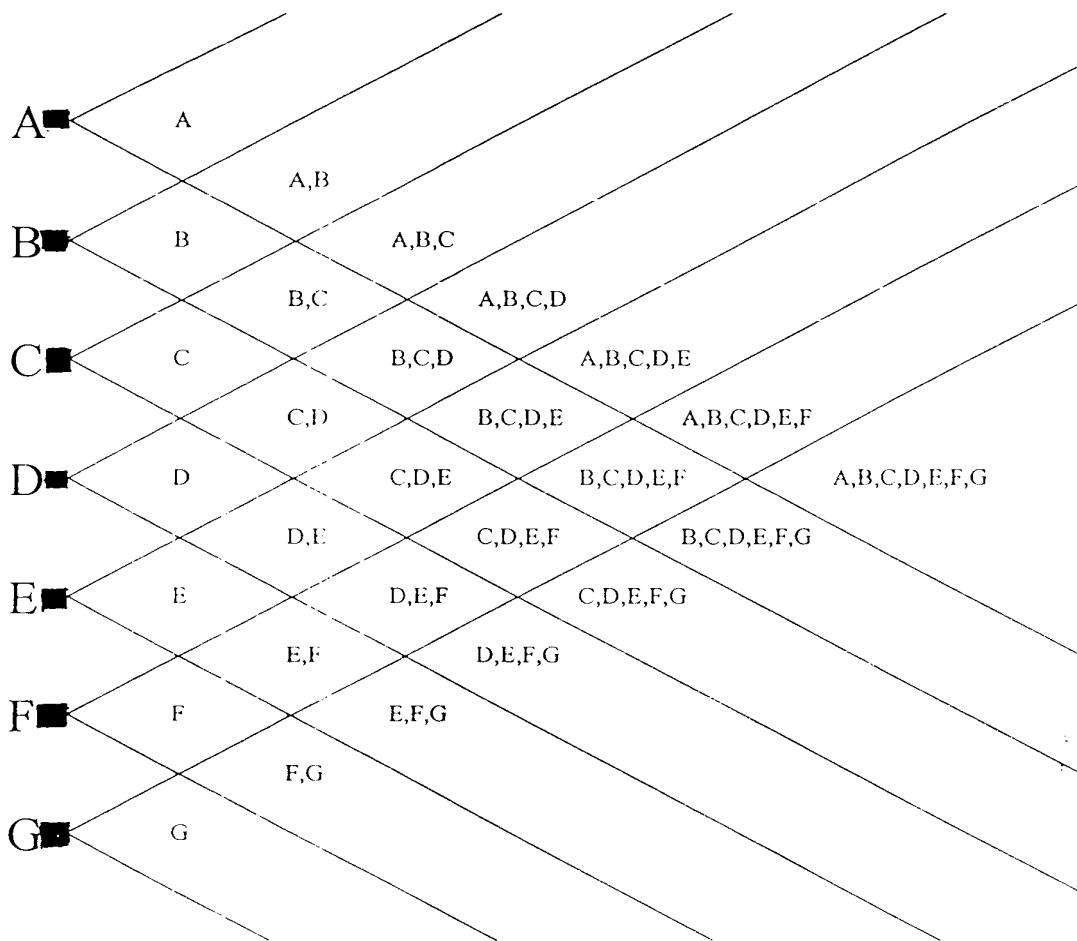 A A
A,B
B B A,B,C
B,C A,B,C,D
C C B,C,D A,B,C,D,E
C,D B,C,D,E A,B,C,D,E,F
D D C,D,E B,C,D,E,F A,B,C,D,E,F,G
D,E C,D,E,F B,C,D,E,F,G
E E D,E,F C,D,E,F,G
E,F D,E,F,G
F F E,F,G
F,G
G G